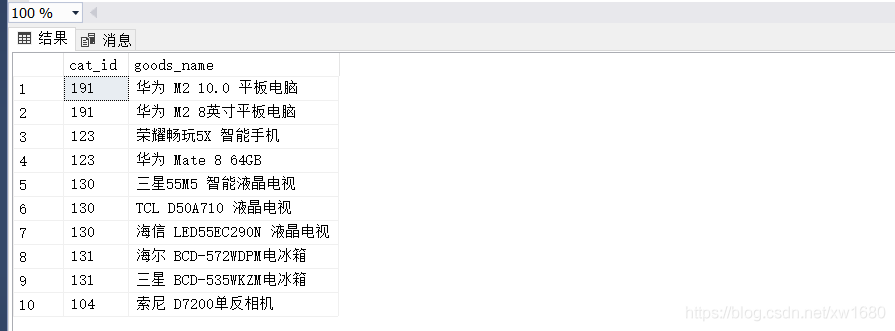 100 %
结果 消息
cat_id goods_name
1 191 华为 M2 10.0 平板电脑
2 191 华为 M2 8英寸平板电脑
3 123 荣耀畅玩5X 智能手机
4 123 华为 Mate 8 64GB
5 130 三星55M5 智能液晶电视
6 130 TCL D50A710 液晶电视
7 130 海信 LED55EC290N 液晶电视
8 131 海尔 BCD-572WDPM电冰箱
9 131 三星 BCD-535WKZM电冰箱
10 104 索尼 D7200单反相机
https://blog.csdn.net/xw1680